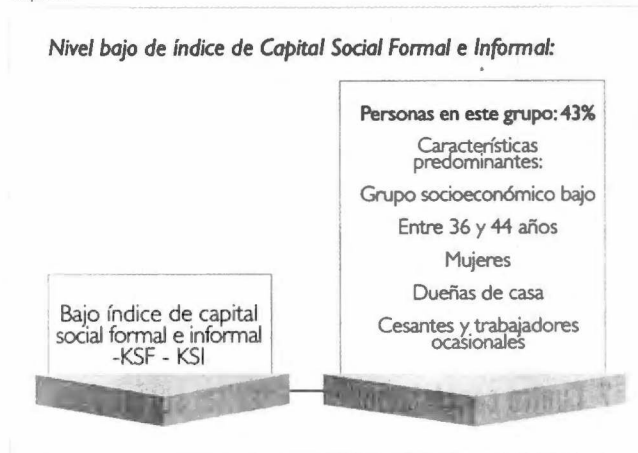 Nivel bajo de índice de Capital Social Formal e Informal:
Personas en este grupo: 43%
Características
predominantes:
Grupo socioeconómico bajo
Entre 36 y 44 años
Mujeres
Dueñas de casa
Cesantes y trabajadores
ocasionales
Bajo índice de capital
social formal e informal
-KSF - KSI